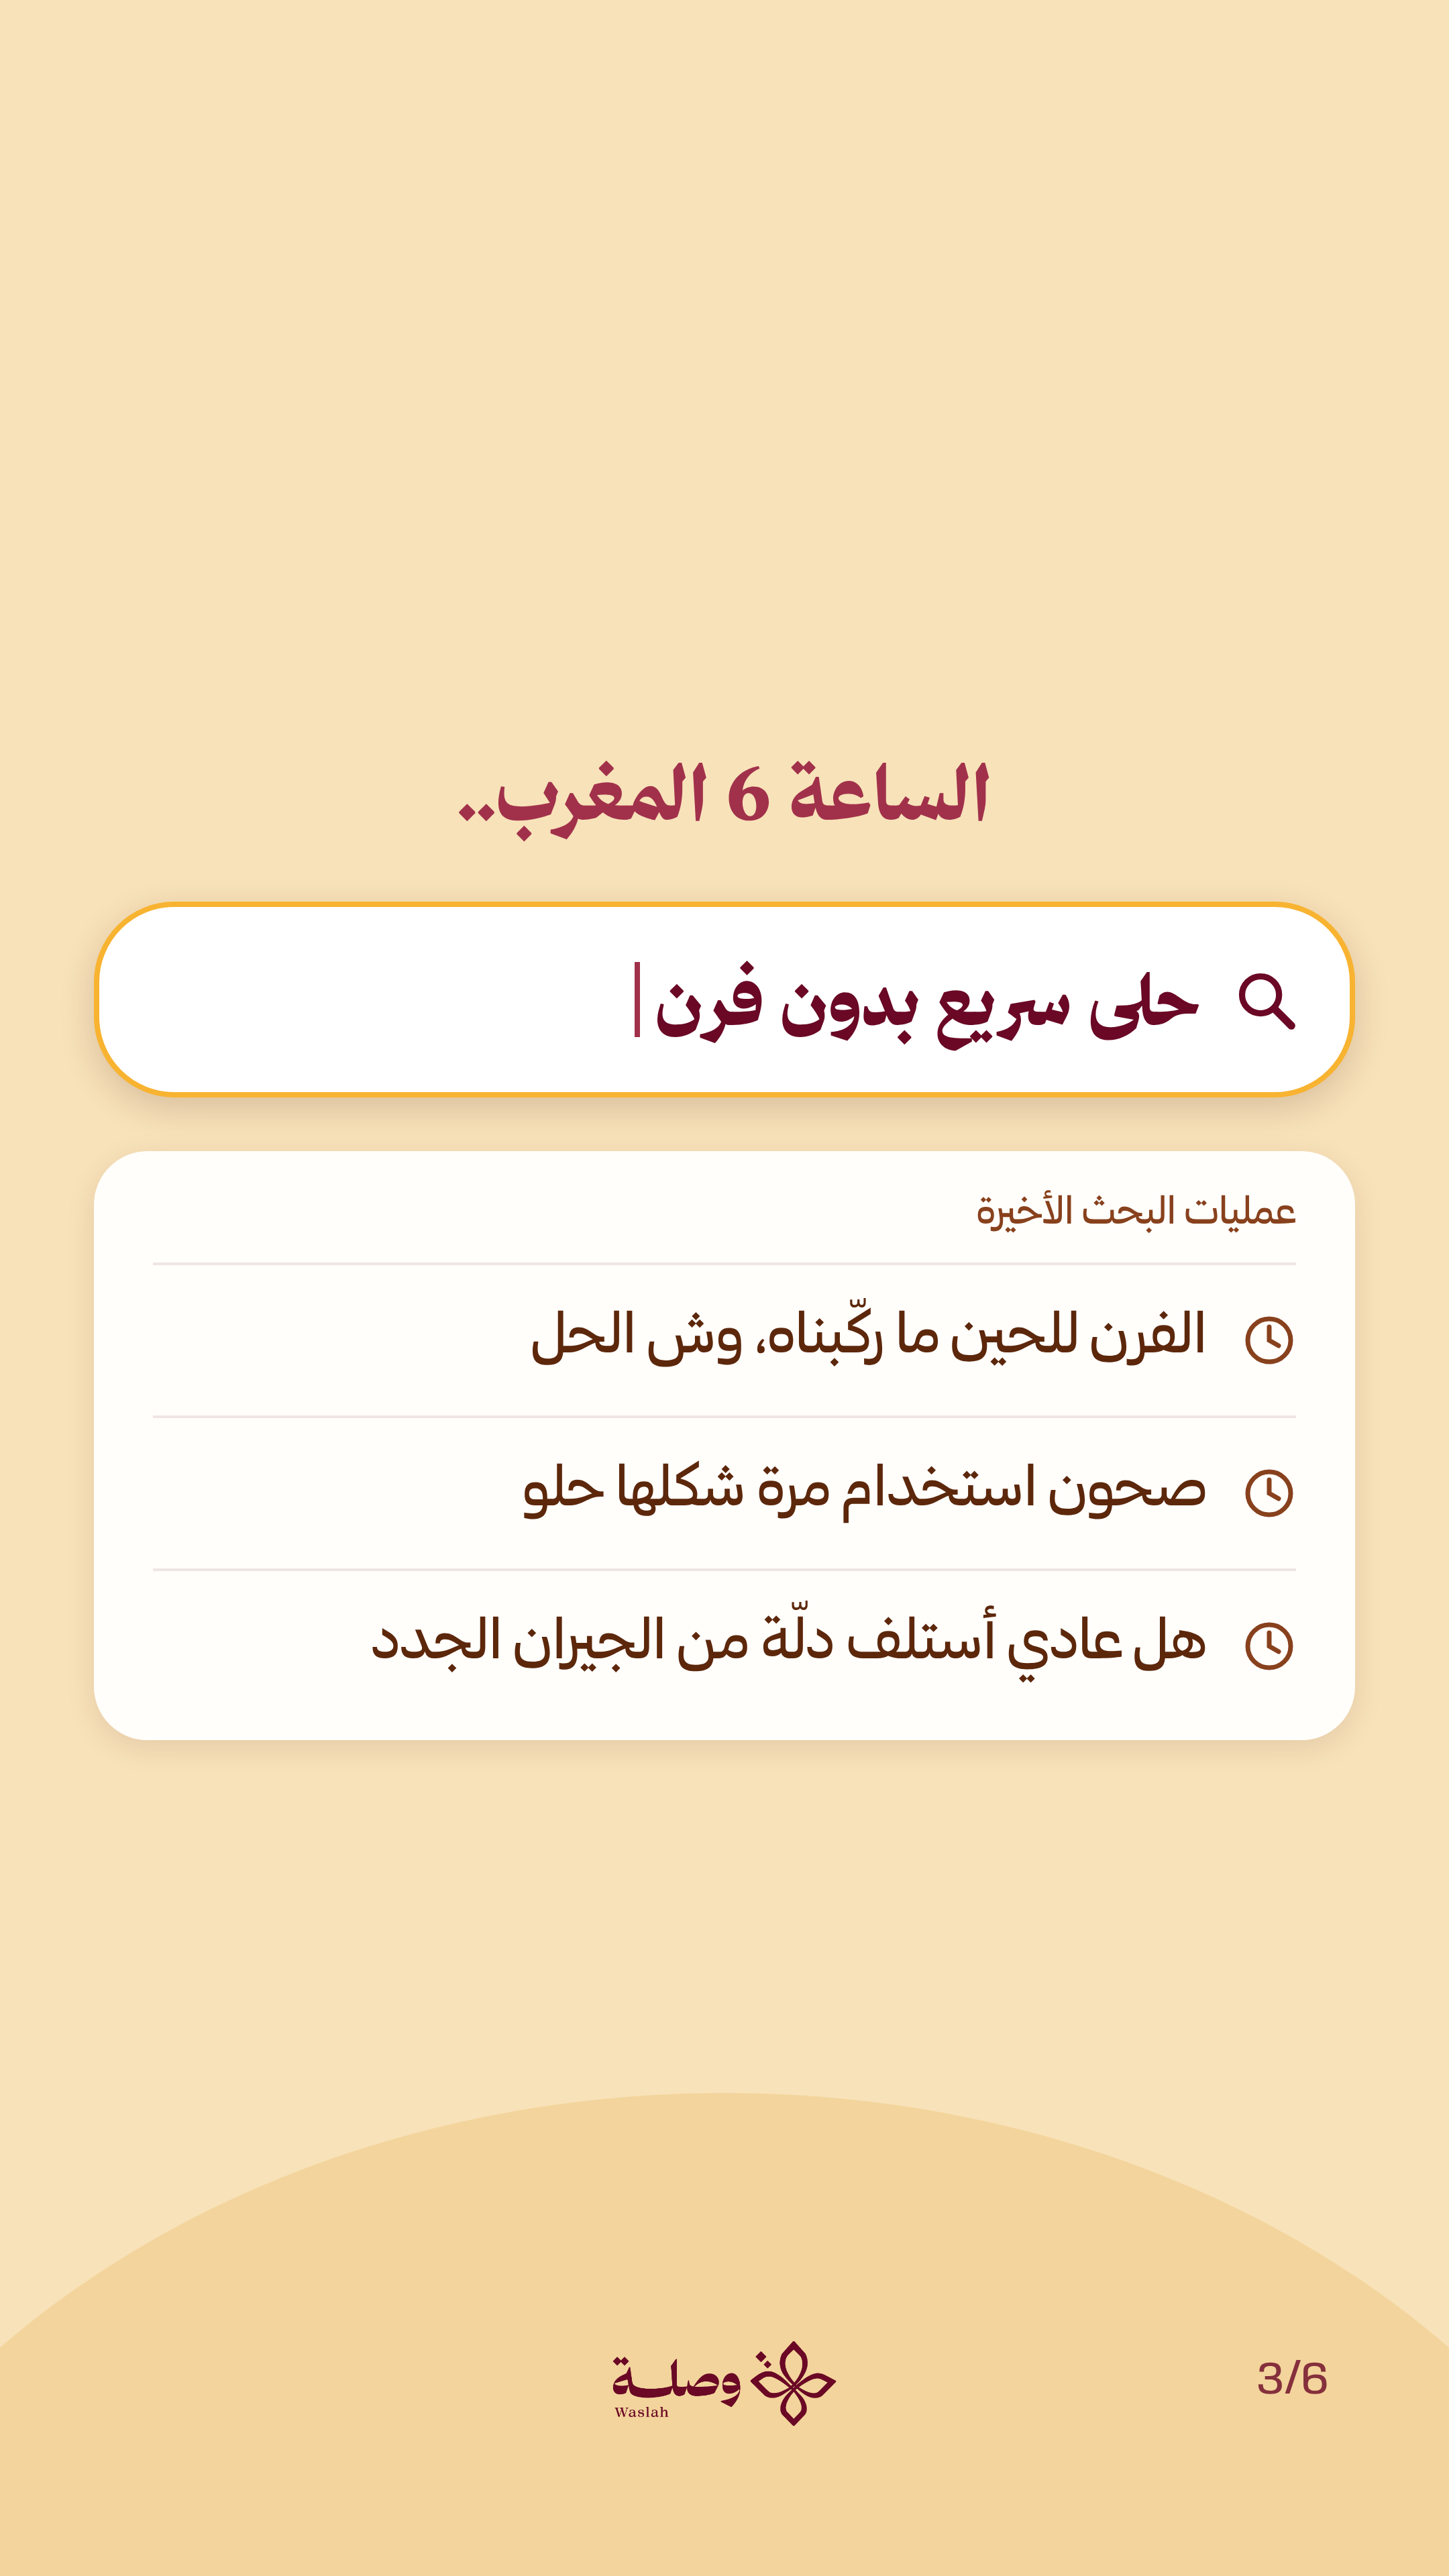 الساعة 6 المغرب..
حلى سريع بدون فرن
عمليات البحث الأخيرة
الفرن للحين ما ركّبناه، وش الحل
صحون استخدام مرة شكلها حلو
هل عادي أستلف دلّة من الجيران الجدد
وصلة
Waslah
3/6